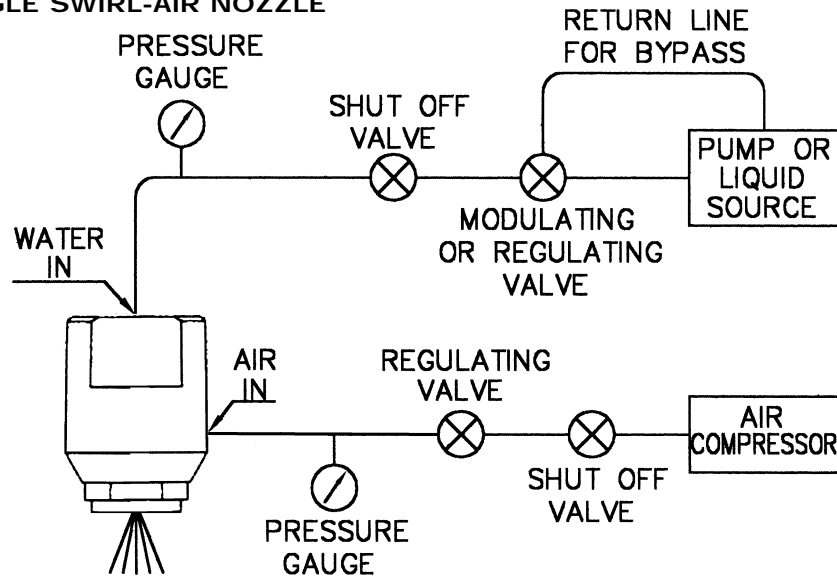 SWIRL-AIR NOZZLE
RETURN LINE
FOR BYPASS
PRESSURE
GAUGE
SHUT OFF
VALVE
PUMP OR
LIQUID
SOURCE
MODULATING
OR REGULATING
VALVE
WATER
IN
AIR
IN
REGULATING
VALVE
AIR
COMPRESSOR
SHUT OFF
VALVE
PRESSURE
GAUGE